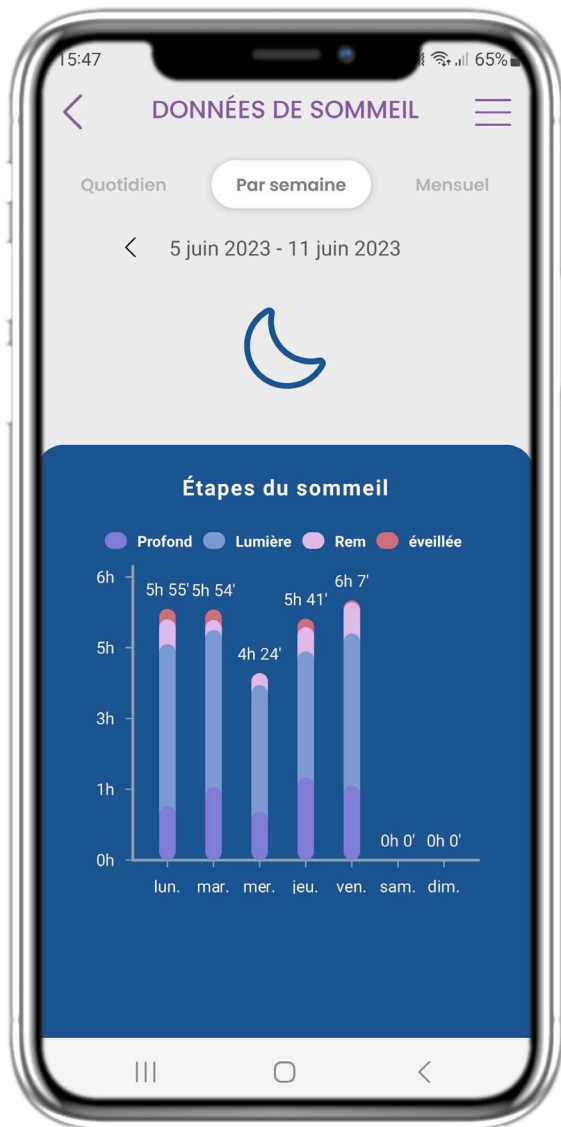 15:47 65%
DONNÉES DE SOMMEIL
Quotidien Par semaine Mensuel
5 juin 2023 - 11 juin 2023
Étapes du sommeil
Profond Lumière Rem éveillée
6h
5h 55' 5h 54' 4h 24' 5h 41' 6h 7'
5h
3h
1h
0h 0' 0h 0'
0h
lun. mar. mer. jeu. ven. sam. dim.